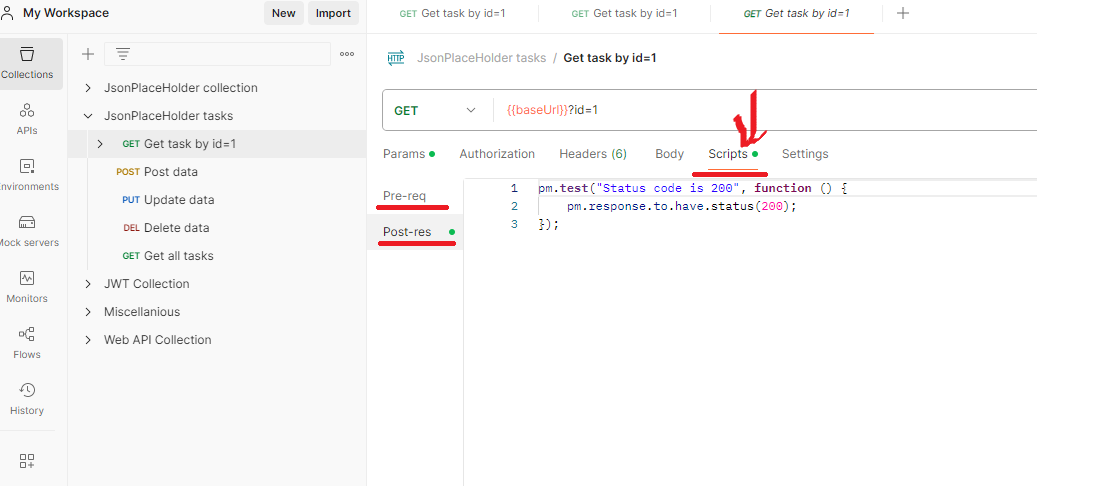 My Workspace
New
Import
GET Get task by id=1
GET Get task by id=1
GET Get task by id=1
Collections
APIs
nvironments
Mock servers
Monitors
Flows
History
JsonPlaceHolder collection
JsonPlaceHolder tasks
GET Get task by id=1
POST Post data
PUT Update data
DEL Delete data
GET Get all tasks
JWT Collection
Miscellanious
Web API Collection
HTTP
JsonPlaceHolder tasks / Get task by id=1
GET
{{baseUrl}}?id=1
Params
Authorization
Headers (6)
Body
Scripts
Settings
Pre-req
Post-res
1 pm.test("Status code is 200", function () {
2 pm.response.to.have.status(200);
3 });